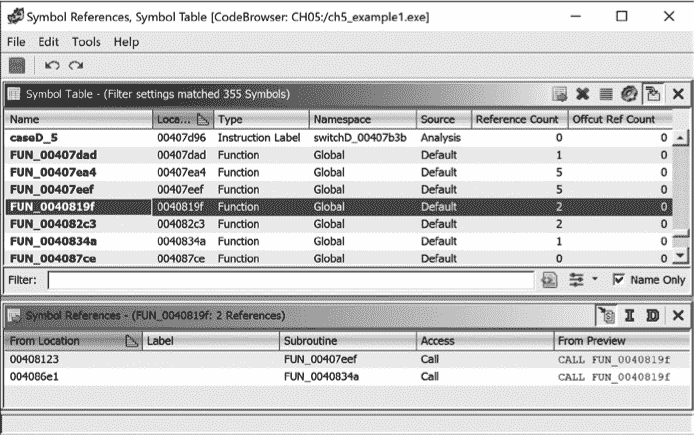 Symbol References, Symbol Table [CodeBrowser: CH05:/ch5_example1.exe]
File Edit Tools Help
Symbol Table - (Filter settings matched 355 Symbols)
Name Loca... Type Namespace Source Reference Count Offcut Ref Count
caseD_5 00407d96 Instruction Label switchD_00407b3b Analysis 0 0
FUN_00407dad 00407dad Function Global Default 1 0
FUN_00407ea4 00407ea4 Function Global Default 5 0
FUN_00407eef 00407eef Function Global Default 5 0
FUN_0040819f 0040819f Function Global Default 2 0
FUN_004082c3 004082c3 Function Global Default 2 0
FUN_0040834a 0040834a Function Global Default 1 0
FUN_004087ce 004087ce Function Global Default 0 0
Filter: Name Only
Symbol References - (FUN_0040819f: 2 References) I D
From Location Label Subroutine Access From Preview
00408123 FUN_00407eef Call CALL FUN_0040819f
004086e1 FUN_0040834a Call CALL FUN_0040819f